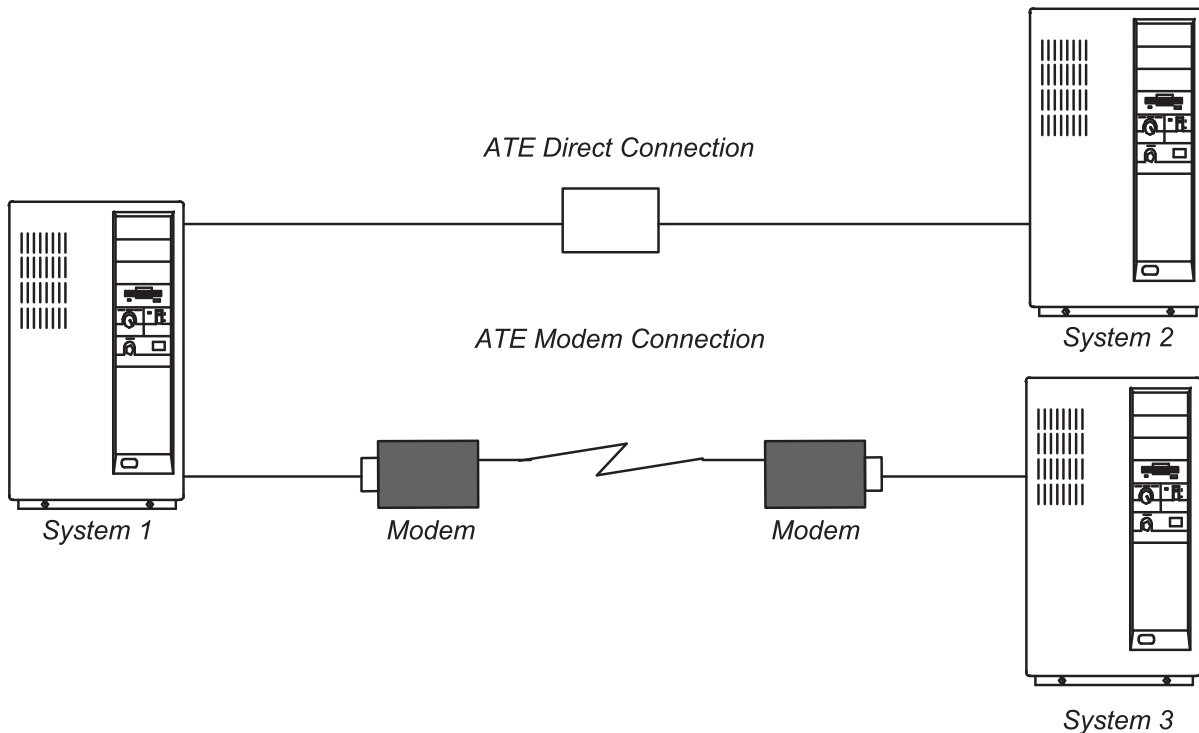 ATE Direct Connection
System 2
ATE Modem Connection
System 1
Modem
Modem
System 3